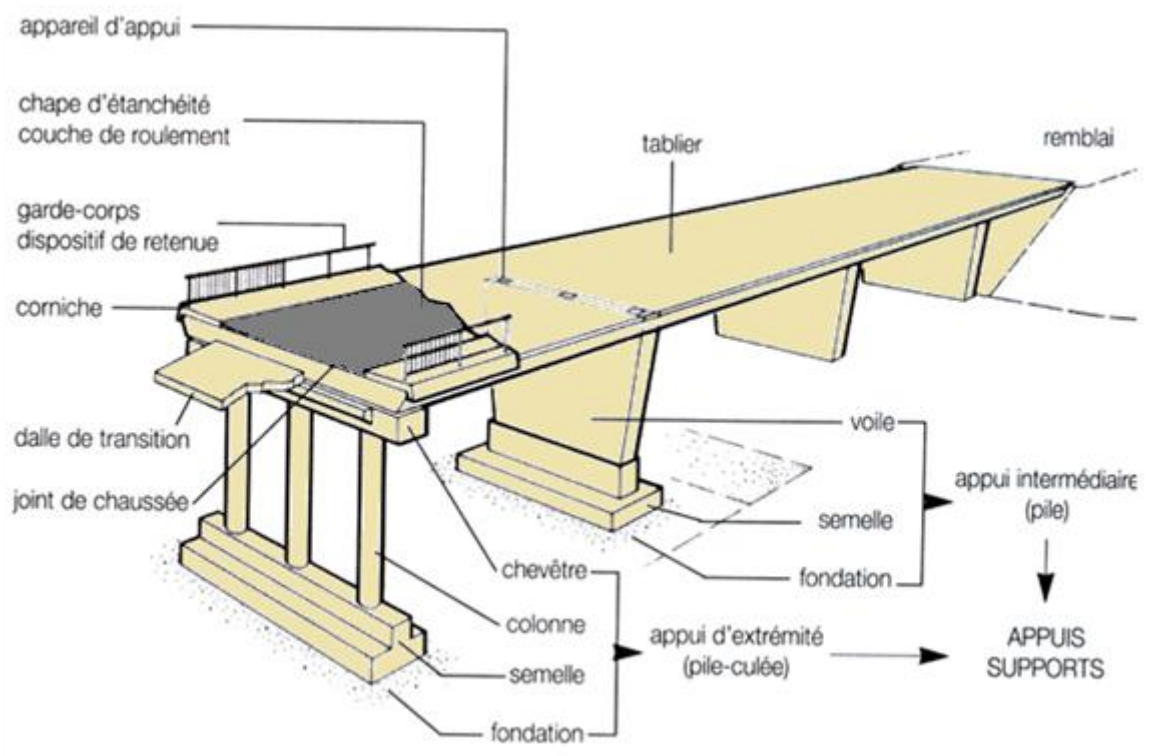 appareil d'appui
chape d'étanchéité
couche de roulement
tablier
remblai
garde-corps
dispositif de retenue
corniche
dalle de transition
joint de chaussée
voile
appui intermédiaire
(pile)
semelle
fondation
chevêtre
colonne
semelle
fondation
appui d'extrémité
(pile-culée)
APPUIS
SUPPORTS